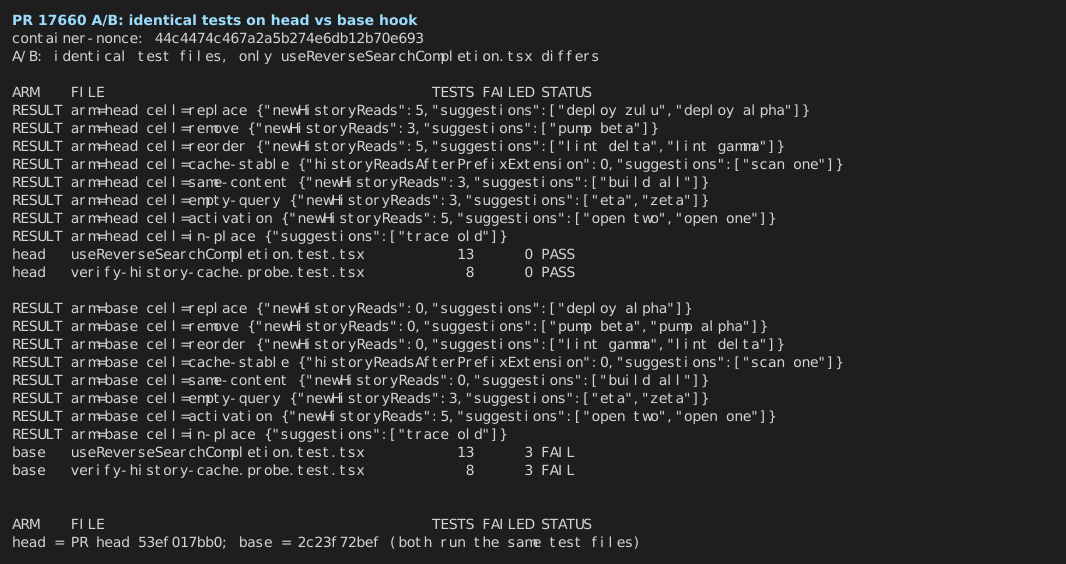 PR 17660 A/B: identical tests on head vs base hook
container-nonce: 44c4474c467a2a5b274e6db12b70e693
A/B: identical test files, only useReverseSearchCompletion.tsx differs
ARM FILE TESTS FAILED STATUS
RESULT arm=head cell=replace {"newHistoryReads":5,"suggestions":["deploy zulu","deploy alpha"]}
RESULT arm=head cell=remove {"newHistoryReads":3,"suggestions":["pump beta"]}
RESULT arm=head cell=reorder {"newHistoryReads":5,"suggestions":["lint delta","lint gamma"]}
RESULT arm=head cell=cache-stable {"historyReadsAfterPrefixExtension":0,"suggestions":["scan one"]}
RESULT arm=head cell=same-content {"newHistoryReads":3,"suggestions":["build all"]}
RESULT arm=head cell=empty-query {"newHistoryReads":3,"suggestions":["eta","zeta"]}
RESULT arm=head cell=activation {"newHistoryReads":5,"suggestions":["open two","open one"]}
RESULT arm=head cell=in-place {"suggestions":["trace old"]}
head useReverseSearchCompletion.test.tsx 13 0 PASS
head verify-history-cache.probe.test.tsx 8 0 PASS
RESULT arm=base cell=replace {"newHistoryReads":0,"suggestions":["deploy alpha"]}
RESULT arm=base cell=remove {"newHistoryReads":0,"suggestions":["pump beta","pump alpha"]}
RESULT arm=base cell=reorder {"newHistoryReads":0,"suggestions":["lint gamma","lint delta"]}
RESULT arm=base cell=cache-stable {"historyReadsAfterPrefixExtension":0,"suggestions":["scan one"]}
RESULT arm=base cell=same-content {"newHistoryReads":0,"suggestions":["build all"]}
RESULT arm=base cell=empty-query {"newHistoryReads":3,"suggestions":["eta","zeta"]}
RESULT arm=base cell=activation {"newHistoryReads":5,"suggestions":["open two","open one"]}
RESULT arm=base cell=in-place {"suggestions":["trace old"]}
base useReverseSearchCompletion.test.tsx 13 3 FAIL
base verify-history-cache.probe.test.tsx 8 3 FAIL
ARM FILE TESTS FAILED STATUS
head = PR head 53ef017bb0; base = 2c23f72bef (both run the same test files)